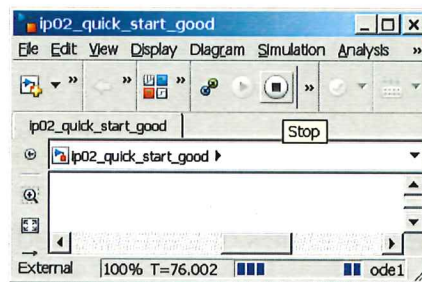 ip02_quick_start_good
File Edit View Display Diagram Simulation Analysis »
» » » »
ip02_quick_start_good
Stop
ip02_quick_start_good
External 100% T=76.002 ode1